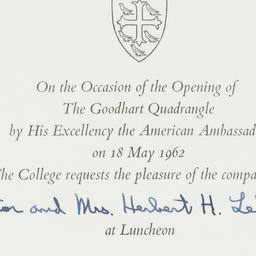 On the Occasion of the Opening of
The Goodhart Quadrangle
by His Excellency the American Ambassad
on 18 May 1962
The College requests the pleasure of the compa
and Mrs. Herbert H. Le
at Luncheon